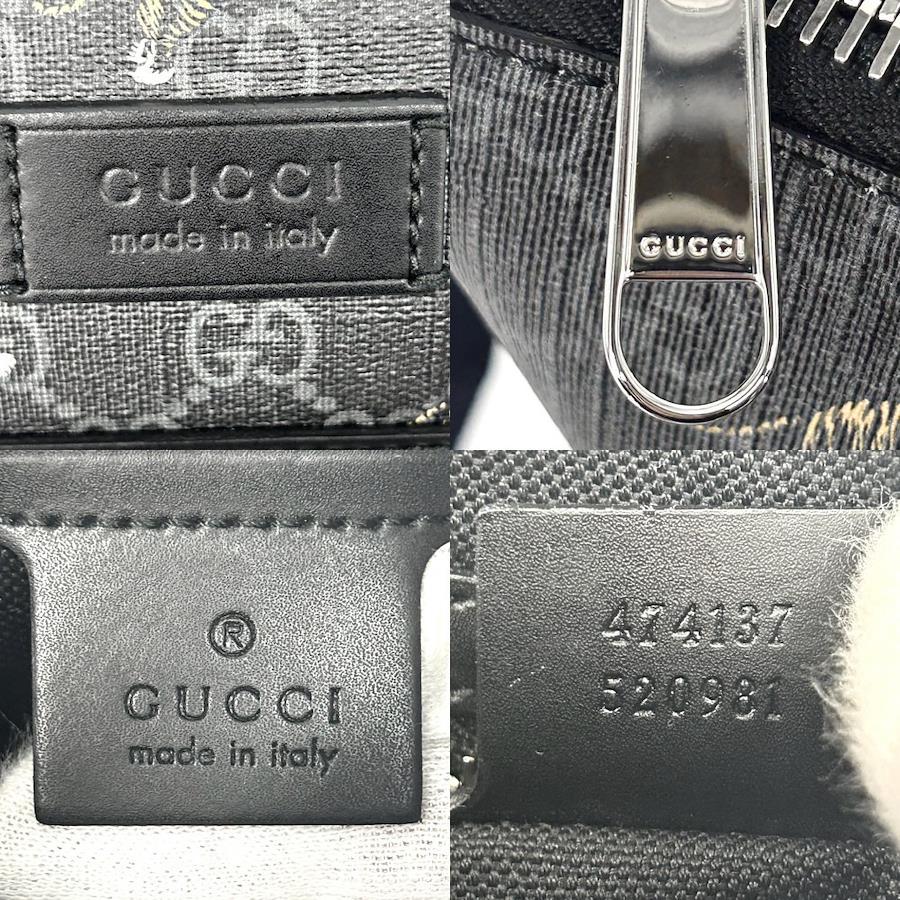 GUCCI
made in italy
GUCCI
®
GUCCI
made in italy
474137
520981